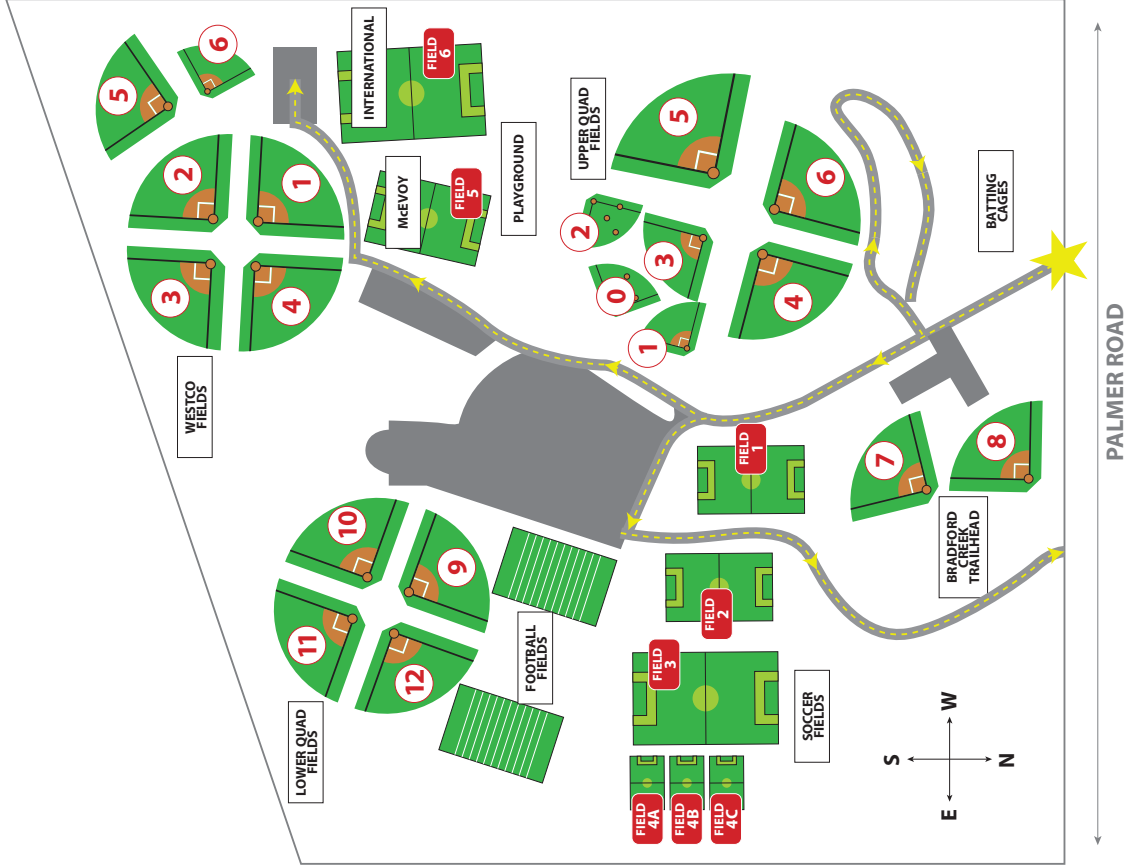 LOWER QUAD
FIELDS
11
12
10
9
WESTCO
FIELDS
3
4
2
1
5
6
INTERNATIONAL
FIELD
6
McEVOY
FIELD
5
PLAYGROUND
FOOTBALL
FIELDS
UPPER QUAD
FIELDS
2
0
1
3
5
4
6
FIELD
4A
FIELD
4B
FIELD
4C
FIELD
3
FIELD
2
FIELD
1
SOCCER
FIELDS
7
8
BRADFORD
CREEK
TRAILHEAD
BATTING
CAGES
S
E
W
N
PALMER ROAD